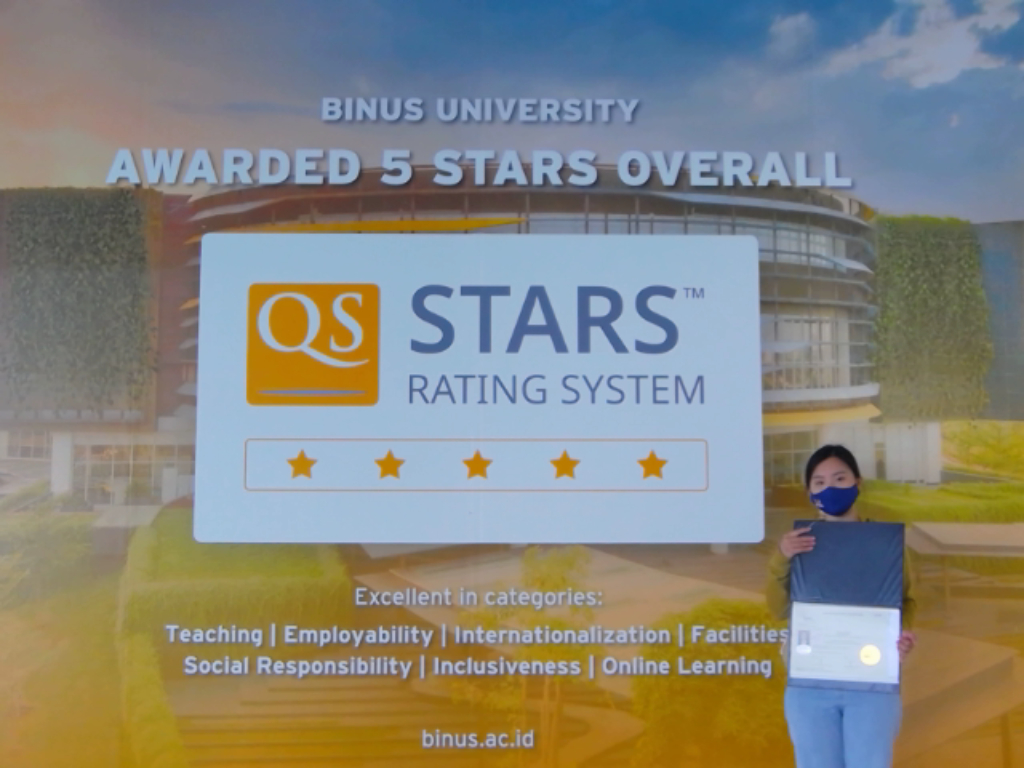 BINUS UNIVERSITY
AWARDED 5 STARS OVERALL
QS
STARS™
RATING SYSTEM
Excellent in categories:
Teaching | Employability | Internationalization | Facilities
Social Responsibility | Inclusiveness | Online Learning
binus.ac.id